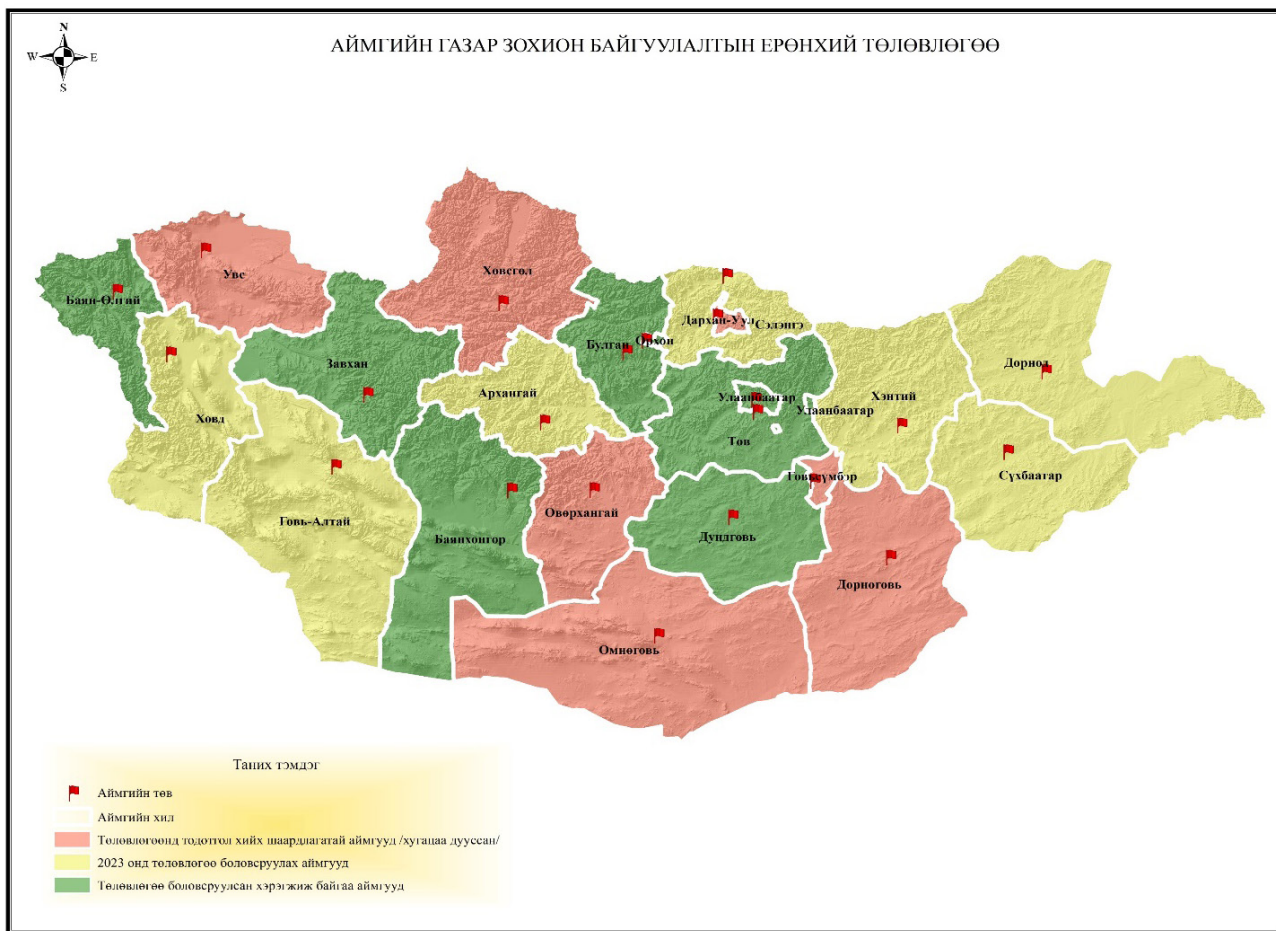 N
АЙМГИЙН ГАЗАР ЗОХИОН БАЙГУУЛАЛТЫН ЕРӨНХИЙ ТӨЛӨВЛӨГӨӨ
W E
S
Увс
Хөвсгөл
Баян-Өлгий
Дархан-Уул
Сэлэнгэ
Орхон
Булган
Завхан
Дорнод
Архангай
Улаанбаатар
Улаанбаатар
Хэнтий
Ховд
Төв
Сүхбаатар
Говьсүмбэр
Говь-Алтай
Өвөрхангай
Баянхонгор
Дундговь
Дорноговь
Өмнөговь
Таних тэмдэг
Аймгийн төв
Аймгийн хил
Төлөвлөгөөнд тодотгол хийх шаардлагатай аймгууд /хугацаа дууссан/
2023 онд төлөвлөгөө боловсруулах аймгууд
Төлөвлөгөө боловсруулсан хэрэгжиж байгаа аймгууд